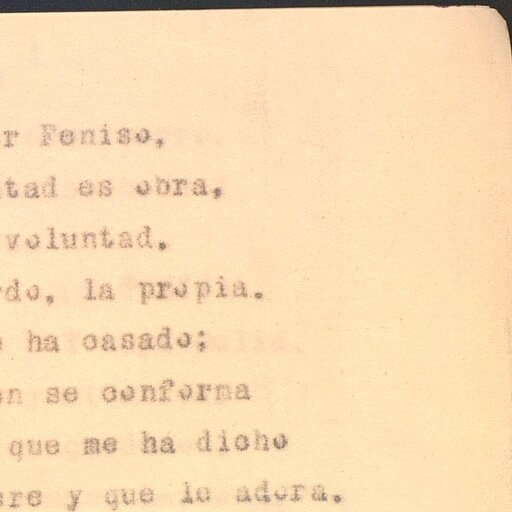 r Feniso,
tad es obra,
voluntad.
do, la propia.
ha casado;
n se conforma
que me ha dicho
re y que lo adora.